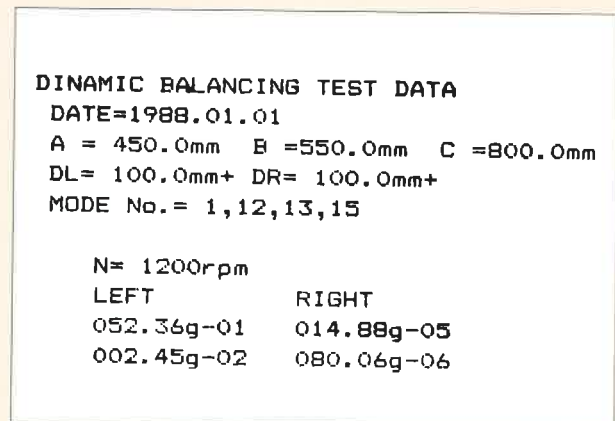 DINAMIC BALANCING TEST DATA
DATE=1988.01.01
A = 450.0mm B =550.0mm C =800.0mm
DL= 100.0mm+ DR= 100.0mm+
MODE No.= 1,12,13,15
N= 1200rpm
LEFT RIGHT
052.36g-01 014.88g-05
002.45g-02 080.06g-06